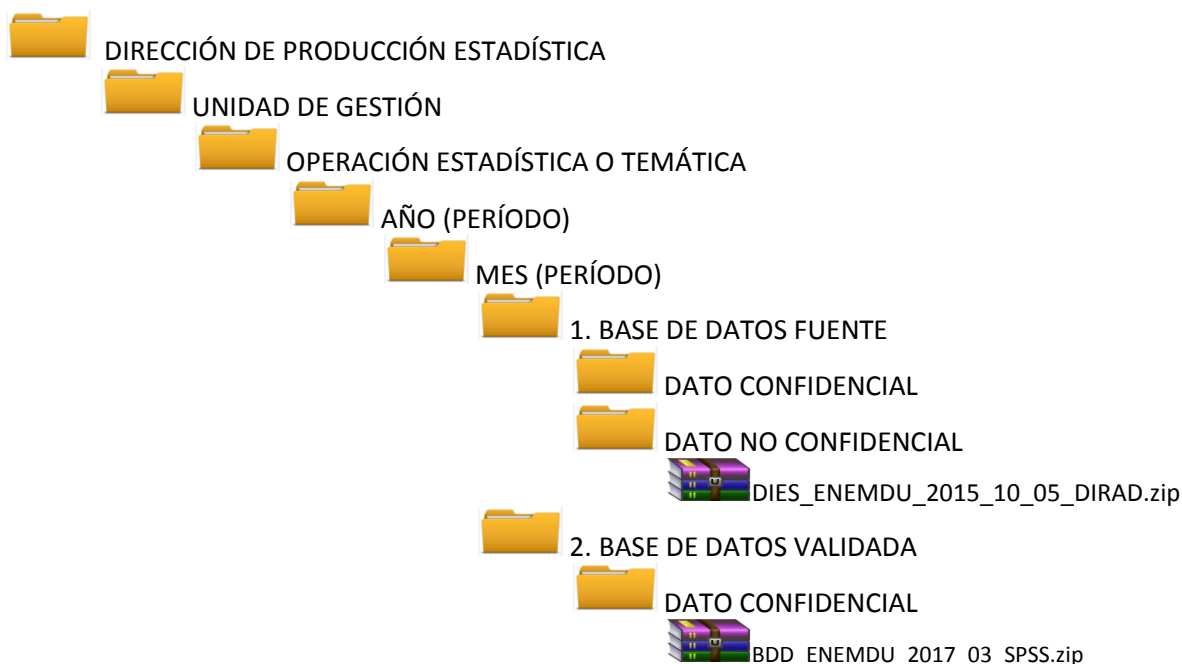 DIRECCIÓN DE PRODUCCIÓN ESTADÍSTICA
UNIDAD DE GESTIÓN
OPERACIÓN ESTADÍSTICA O TEMÁTICA
AÑO (PERÍODO)
MES (PERÍODO)
1. BASE DE DATOS FUENTE
DATO CONFIDENCIAL
DATO NO CONFIDENCIAL
DIES_ENEMDU_2015_10_05_DIRAD.zip
2. BASE DE DATOS VALIDADA
DATO CONFIDENCIAL
BDD_ENEMDU_2017_03_SPSS.zip